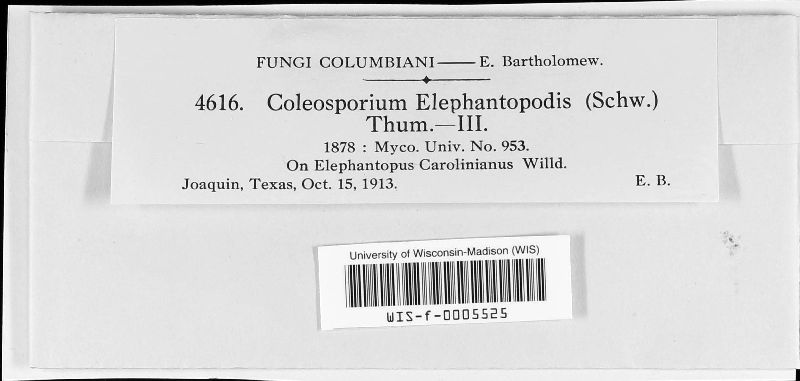 FUNGI COLUMBIANI—E. Bartholomew.
4616. Coleosporium Elephantopodis (Schw.)
Thum.—III.
1878 : Myco. Univ. No. 953.
On Elephantopus Carolinianus Willd.
Joaquin, Texas, Oct. 15, 1913. E. B.
University of Wisconsin-Madison (WIS)
WIS-f-0005525